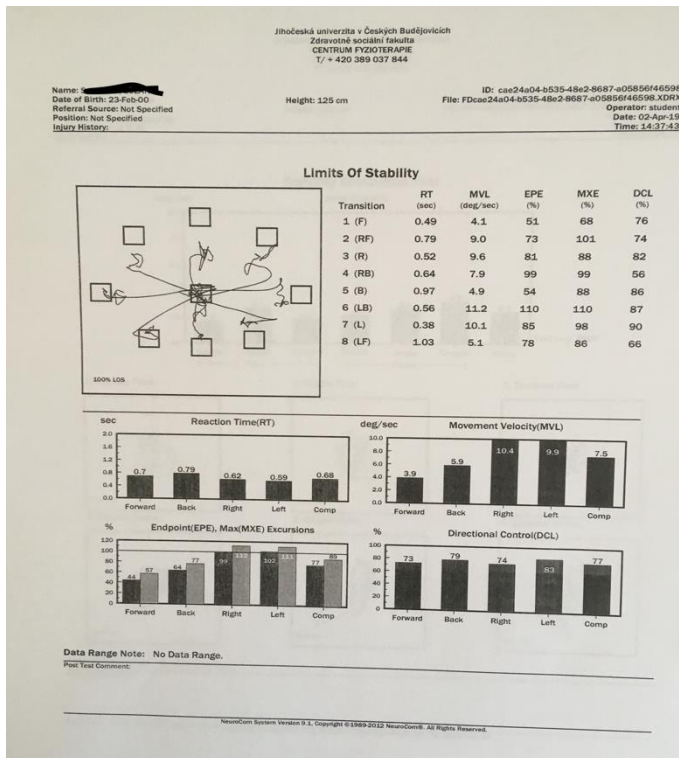 Jihočeská univerzita v Českých Budějovicích
Zdravotně sociální fakulta
CENTRUM FYZIOTERAPIE
T/ + 420 389 037 844
Name: S
Date of Birth: 23-Feb-00
Referral Source: Not Specified
Position: Not Specified
Injury History:
Height: 125 cm
ID: cae24a04-b535-48e2-8687-a05856f46598
File: FDcae24a04-b535-48e2-8687-a05856f46598.XDRX
Operator: student
Date: 02-Apr-19
Time: 14:37:43
Limits Of Stability
RT MVL EPE MXE DCL
Transition (sec) (deg/sec) (%) (%) (%)
1 (F) 0.49 4.1 51 68 76
2 (RF) 0.79 9.0 73 101 74
3 (R) 0.52 9.6 81 88 82
4 (RB) 0.64 7.9 99 99 56
5 (B) 0.97 4.9 54 88 86
6 (LB) 0.56 11.2 110 110 87
7 (L) 0.38 10.1 85 98 90
8 (LF) 1.03 5.1 78 86 66
100% LOS
sec Reaction Time(RT)
2.0
1.6
1.2
0.8
0.4
0.0
0.7 0.79 0.62 0.59 0.68
Forward Back Right Left Comp
deg/sec Movement Velocity(MVL)
10.0
8.0
6.0
4.0
2.0
0.0
3.9 5.9 10.4 9.9 7.5
Forward Back Right Left Comp
% Endpoint(EPE), Max(MXE) Excursions
120
100
80
60
40
20
0
44 57 64 77 99 112 102 77
Forward Back Right Left Comp
% Directional Control(DCL)
100
80
60
40
20
0
73 79 74 83 77
Forward Back Right Left Comp
Data Range Note: No Data Range.
Post Test Comment:
NeuroCom System Version 9.1, Copyright ©1989-2012 NeuroCom®. All Rights Reserved.